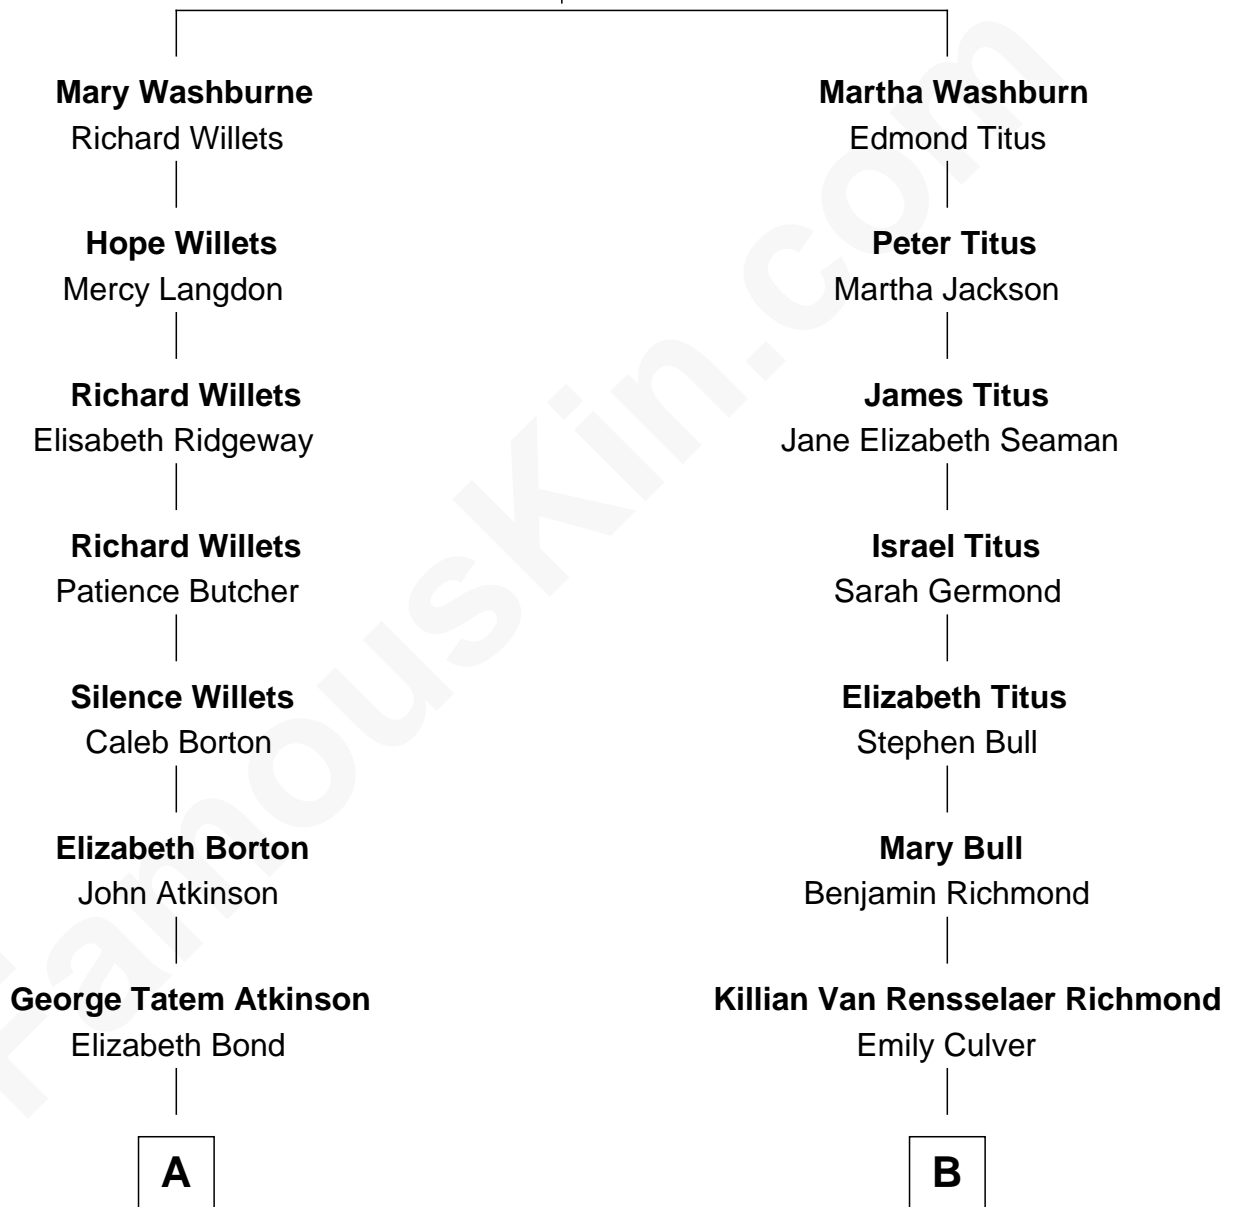 Mary Washburne
Richard Willets
Hope Willets
Mercy Langdon
Richard Willets
Elisabeth Ridgeway
Richard Willets
Patience Butcher
Silence Willets
Caleb Borton
Elizabeth Borton
John Atkinson
George Tatem Atkinson
Elizabeth Bond
A
Martha Washburn
Edmond Titus
Peter Titus
Martha Jackson
James Titus
Jane Elizabeth Seaman
Israel Titus
Sarah Germond
Elizabeth Titus
Stephen Bull
Mary Bull
Benjamin Richmond
Killian Van Rensselaer Richmond
Emily Culver
B
FamousKin.com